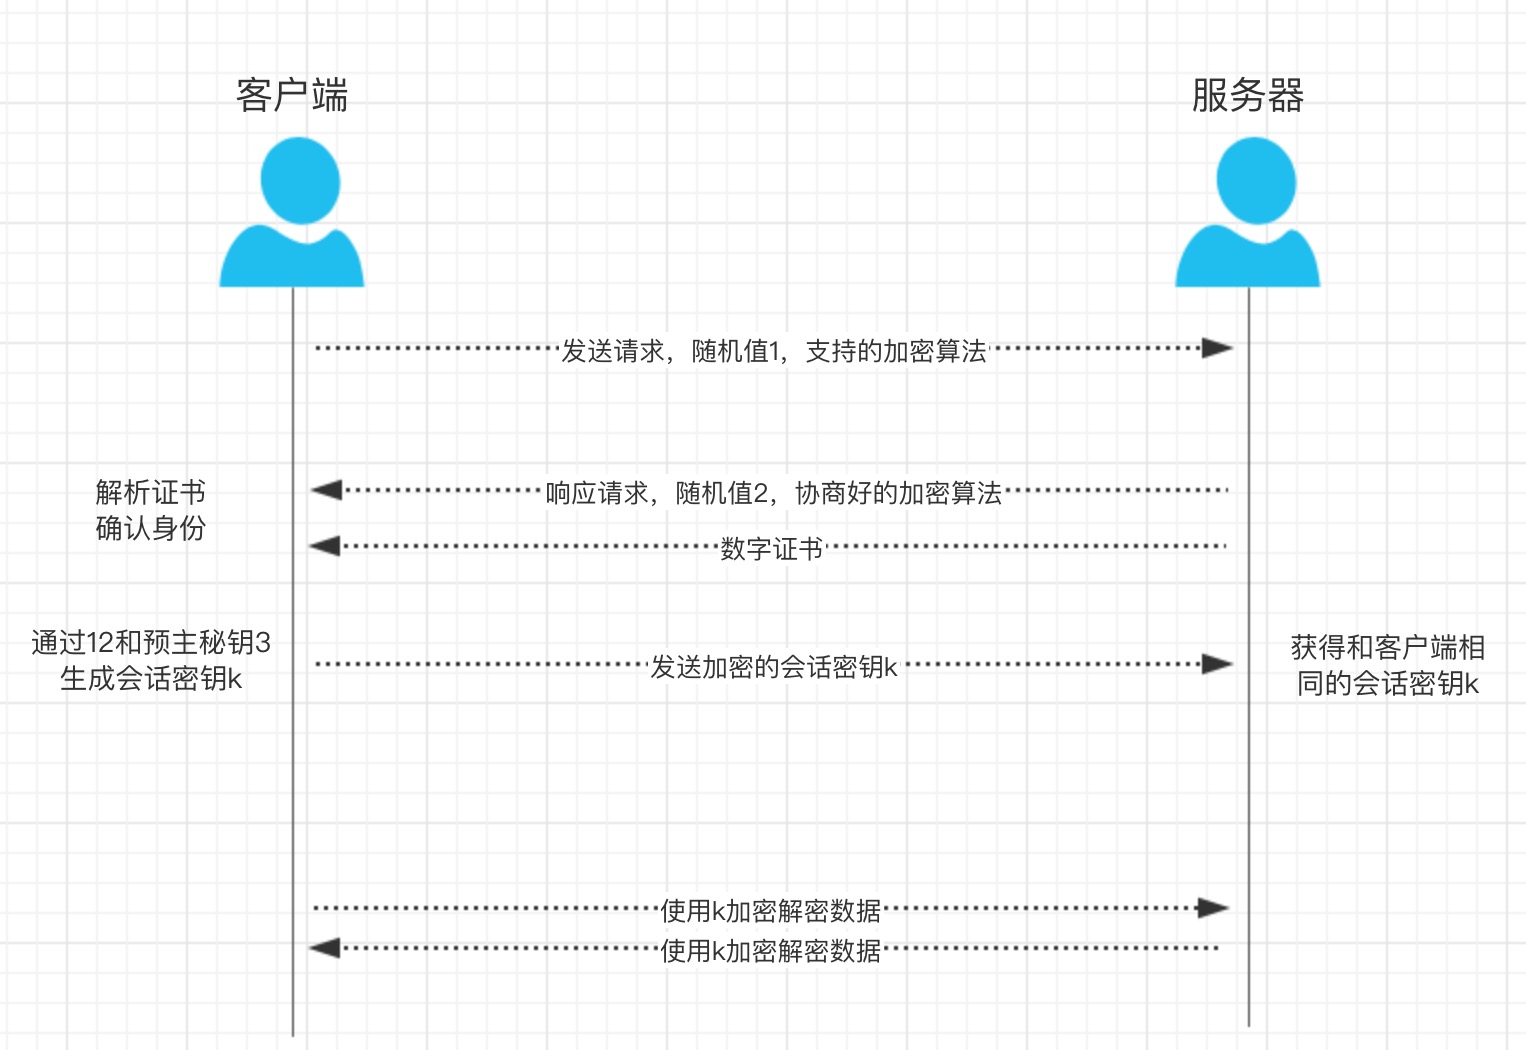 客户端
服务器
发送请求，随机值1，支持的加密算法
解析证书
确认身份
响应请求，随机值2，协商好的加密算法
数字证书
通过12和预主秘钥3
生成会话密钥k
发送加密的会话密钥k
获得和客户端相
同的会话密钥k
使用k加密解密数据
使用k加密解密数据